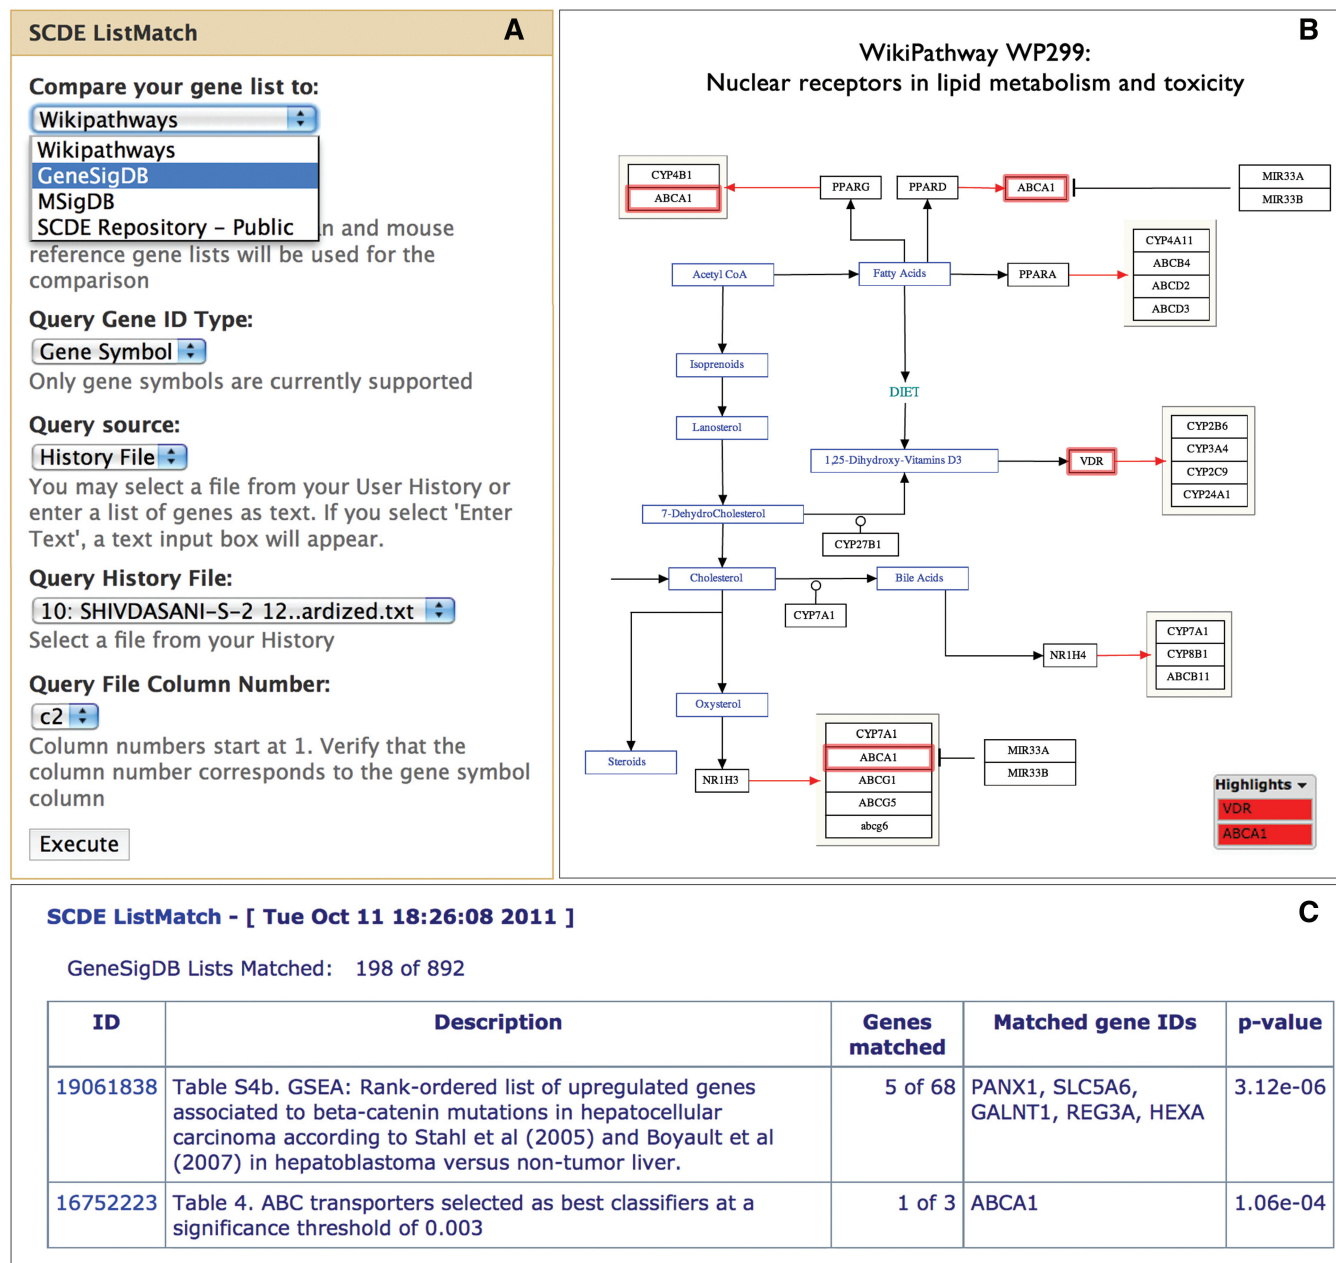 SCDE ListMatch
A
Compare your gene list to:
Wikipathways
Wikipathways
GeneSigDB
MSigDB
SCDE Repository – Public
n and mouse
reference gene lists will be used for the
comparison
Query Gene ID Type:
Gene Symbol
Only gene symbols are currently supported
Query source:
History File
You may select a file from your User History or
enter a list of genes as text. If you select 'Enter
Text', a text input box will appear.
Query History File:
10: SHIVDASANI-S-2 12..ardized.txt
Select a file from your History
Query File Column Number:
c2
Column numbers start at 1. Verify that the
column number corresponds to the gene symbol
column
Execute
B
WikiPathway WP299:
Nuclear receptors in lipid metabolism and toxicity
CYP4B1
ABCA1
PPARG
PPARD
ABCA1
MIR33A
MIR33B
CYP4A11
ABCB4
ABCD2
ABCD3
Acetyl CoA
Fatty Acids
PPARA
Isoprenoids
DIET
Lanosterol
1,25-Dihydroxy-Vitamins D3
VDR
CYP2B6
CYP3A4
CYP2C9
CYP24A1
7-DehydroCholesterol
CYP27B1
Cholesterol
Bile Acids
CYP7A1
NR1H4
CYP7A1
CYP8B1
ABCB11
Oxysterol
Steroids
NR1H3
CYP7A1
ABCA1
ABCG1
ABCG5
abcg6
MIR33A
MIR33B
Highlights
VDR
ABCA1
C
SCDE ListMatch - [ Tue Oct 11 18:26:08 2011 ]
GeneSigDB Lists Matched: 198 of 892
ID Description Genes matched Matched gene IDs p-value
19061838 Table S4b. GSEA: Rank-ordered list of upregulated genes 5 of 68 PANX1, SLC5A6, 3.12e-06
associated to beta-catenin mutations in hepatocellular GALNT1, REG3A, HEXA
carcinoma according to Stahl et al (2005) and Boyault et al
(2007) in hepatoblastoma versus non-tumor liver.
16752223 Table 4. ABC transporters selected as best classifiers at a 1 of 3 ABCA1 1.06e-04
significance threshold of 0.003